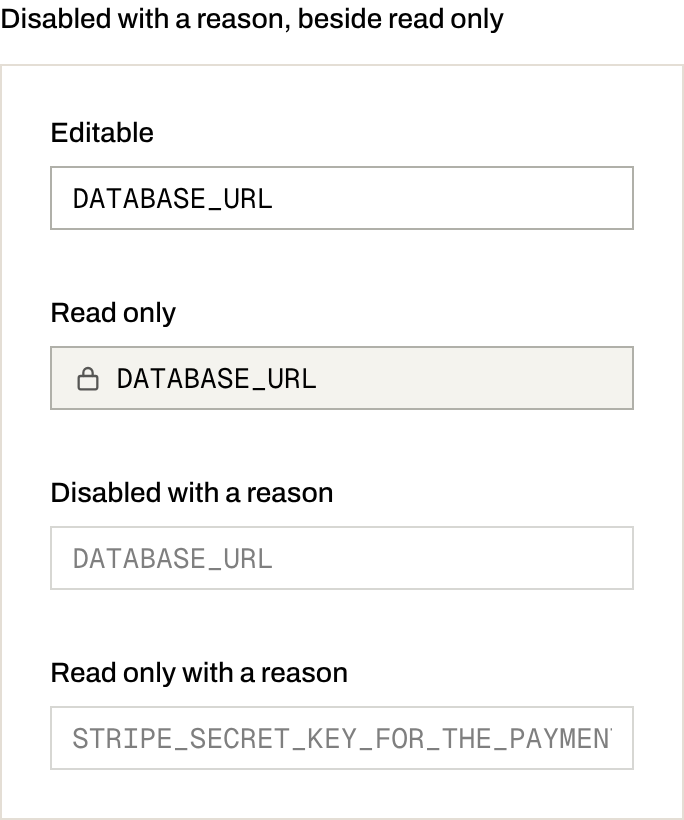 Disabled with a reason, beside read only
Editable
DATABASE_URL
Read only
DATABASE_URL
Disabled with a reason
DATABASE_URL
Read only with a reason
STRIPE_SECRET_KEY_FOR_THE_PAYMEN